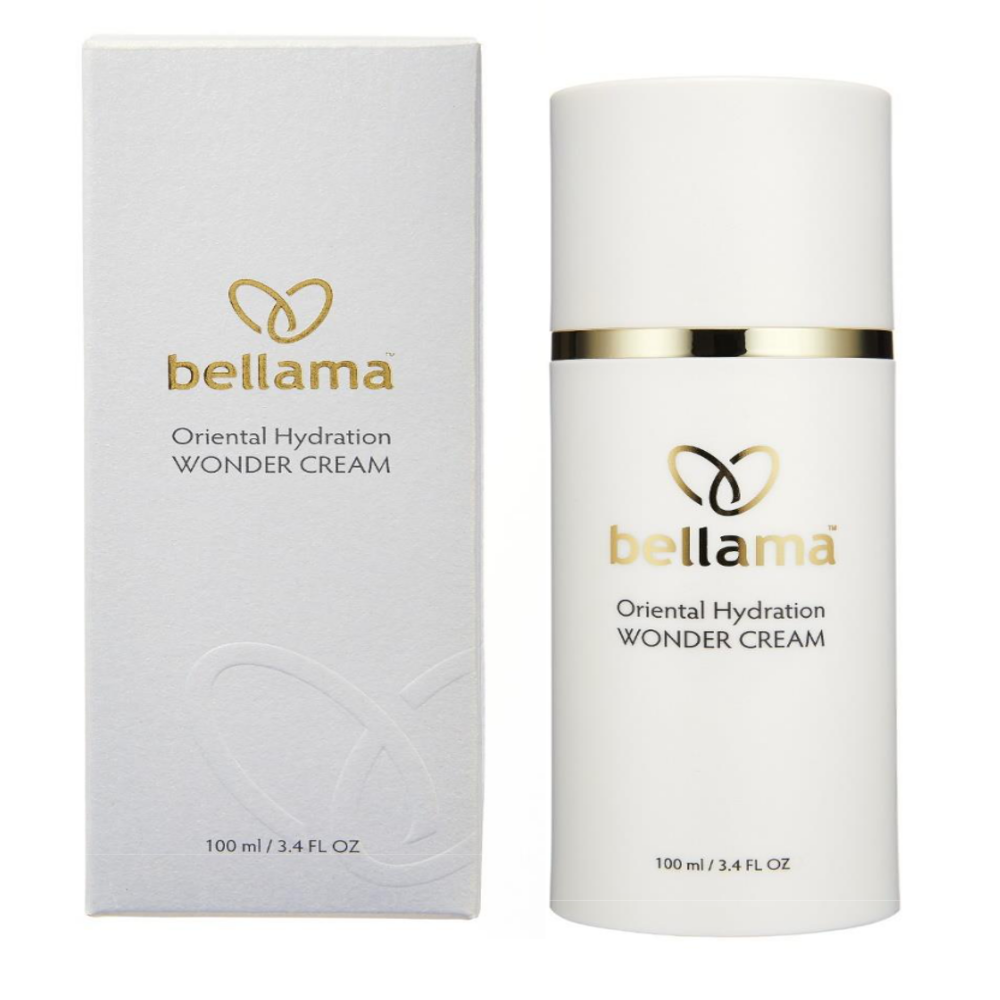 bellama™
Oriental Hydration
WONDER CREAM
100 ml / 3.4 FL OZ
bellama™
Oriental Hydration
WONDER CREAM
100 ml / 3.4 FL OZ